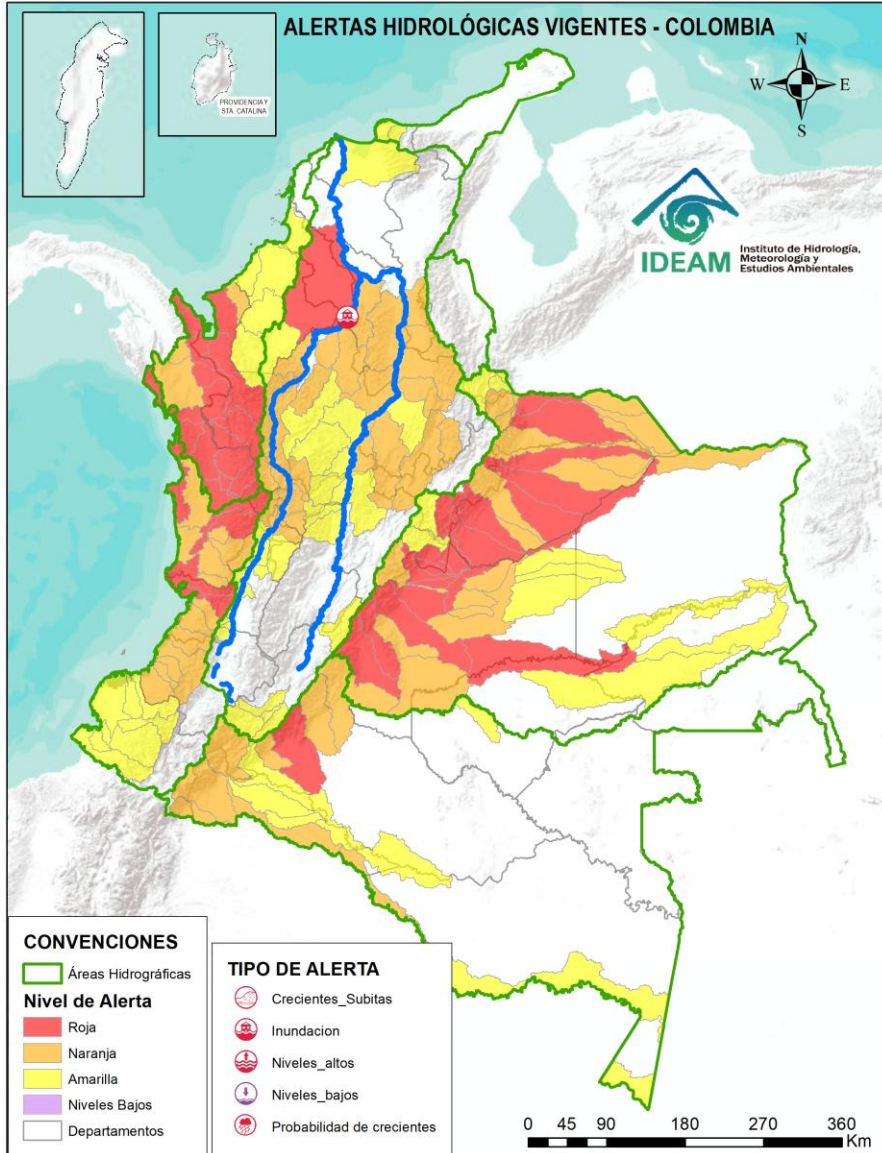 ALERTAS HIDROLÓGICAS VIGENTES - COLOMBIA
PROVIDENCIA Y
STA. CATALINA
N
W
E
S
IDEAM
Instituto de Hidrología,
Meteorología y
Estudios Ambientales
CONVENCIONES
Áreas Hidrográficas
Nivel de Alerta
Roja
Naranja
Amarilla
Niveles Bajos
Departamentos
TIPO DE ALERTA
Crecientes_Subitas
Inundacion
Niveles_altos
Niveles_bajos
Probabilidad de crecientes
0 45 90 180 270 360
Km